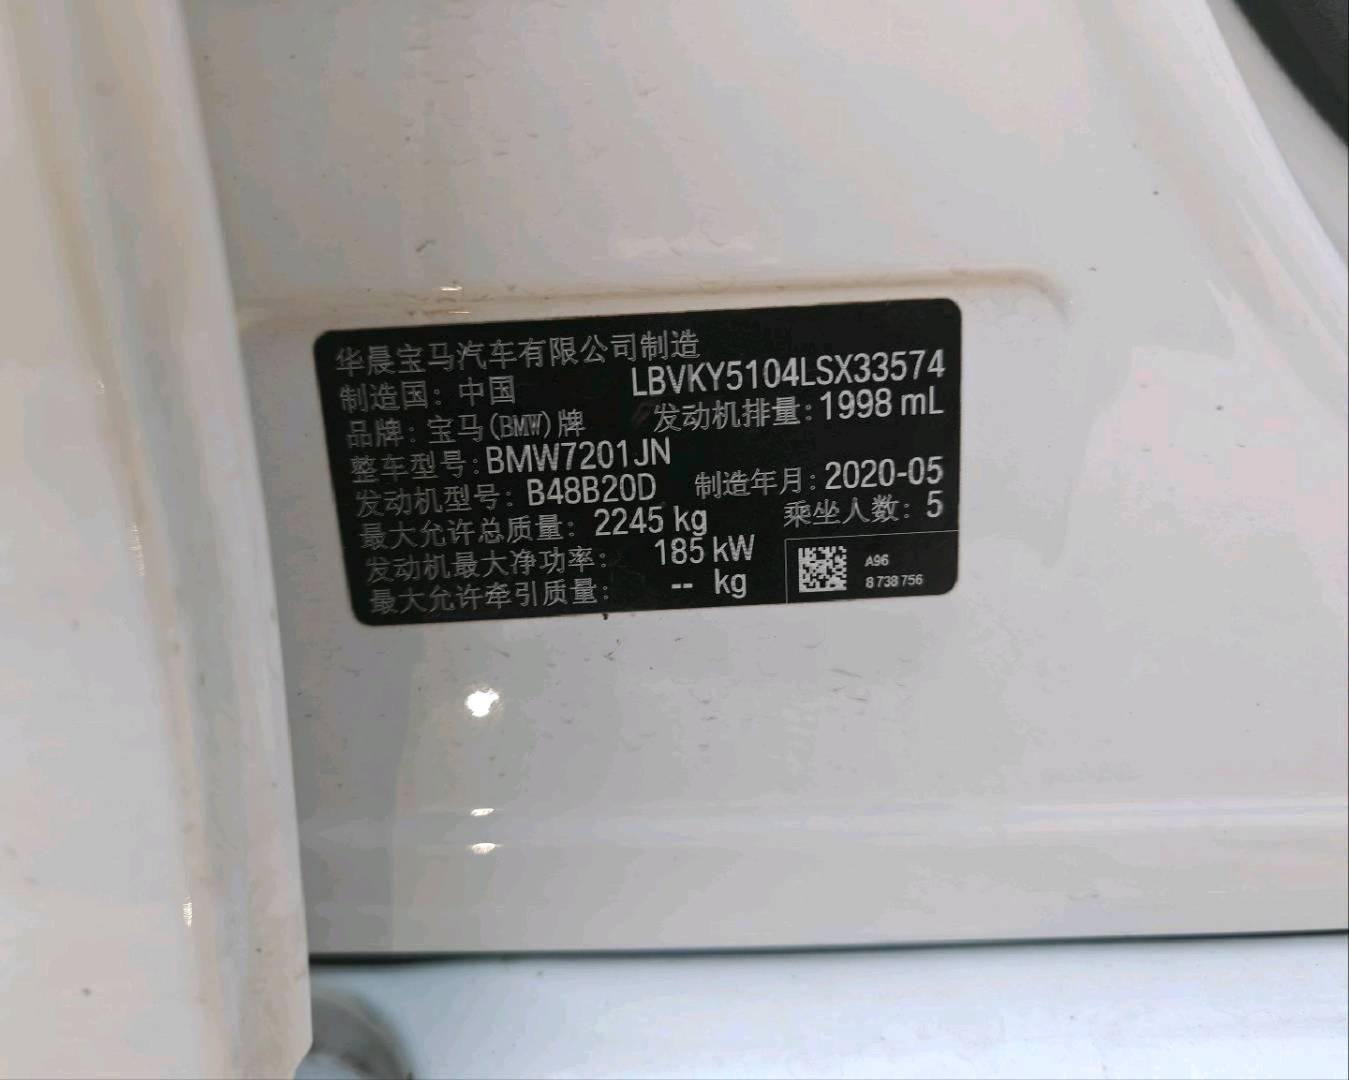 华晨宝马汽车有限公司制造
制造国：中国 LBVKY5104LSX33574
品牌：宝马(BMW)牌 发动机排量：1998 mL
整车型号：BMW7201JN
发动机型号：B48B20D 制造年月：2020-05
最大允许总质量：2245 kg 乘坐人数：5
发动机最大净功率：185 kW
最大允许牵引质量：-- kg
A96
8 738 756